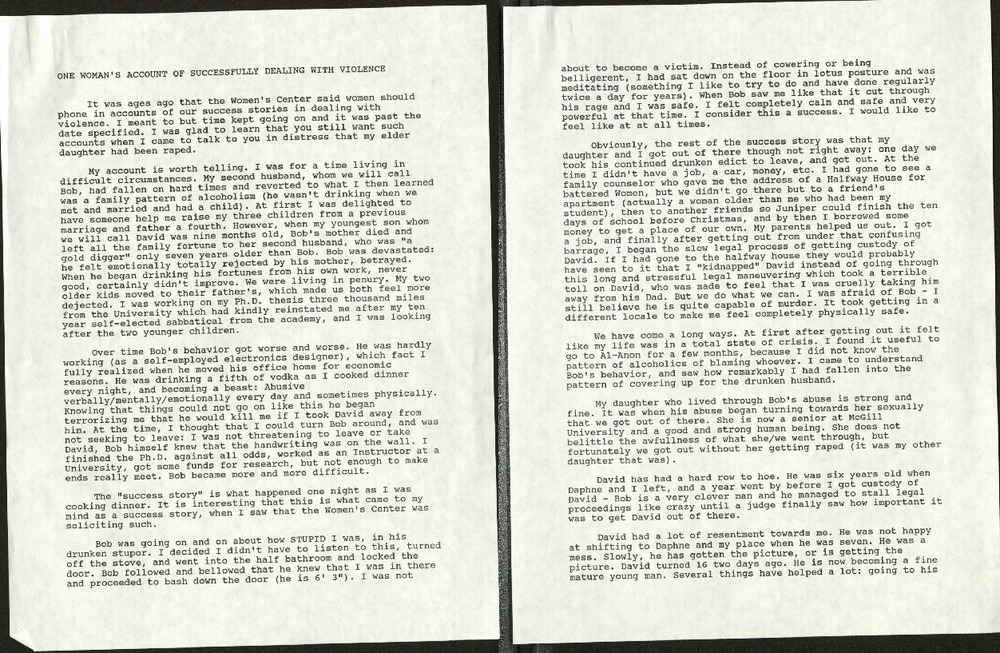 ONE WOMAN'S ACCOUNT OF SUCCESSFULLY DEALING WITH VIOLENCE
It was ages ago that the Women's Center said women should
phone in accounts of our success stories in dealing with
violence. I meant to but time kept going on and it was past the
date specified. I was glad to learn that you still want such
accounts when I came to talk to you in distress that my elder
daughter had been raped.
My account is worth telling. I was for a time living in
difficult circumstances. My second husband, whom we will call
Bob, had fallen on hard times and reverted to what I then learned
was a family pattern of alcoholism (he wasn't drinking when we
met and married and had a child). At first I was delighted to
have someone help me raise my three children from a previous
marriage and father a fourth. However, when my youngest son whom
we will call David was nine months old, Bob's mother died and
left all the family fortune to her second husband, who was "a
gold digger" only seven years older than Bob. Bob was devastated:
he felt emotionally totally rejected by his mother, betrayed.
When he began drinking his fortunes from his own work, never
good, certainly didn't improve. We were living in penury. My two
older kids moved to their father's, which made us both feel more
dejected. I was working on my Ph.D. thesis three thousand miles
from the University which had kindly reinstated me after my ten
year self-elected sabbatical from the academy, and I was looking
after the two younger children.
Over time Bob's behavior got worse and worse. He was hardly
working (as a self-employed electronics designer), which fact I
fully realized when he moved his office home for economic
reasons. He was drinking a fifth of vodka as I cooked dinner
every night, and becoming a beast: Abusive
verbally/mentally/emotionally every day and sometimes physically.
Knowing that things could not go on like this he began
terrorizing me that he would kill me if I took David away from
him. At the time, I thought that I could turn Bob around, and was
not seeking to leave: I was not threatening to leave or take
David, Bob himself knew that the handwriting was on the wall. I
finished the Ph.D. against all odds, worked as an Instructor at a
University, got some funds for research, but not enough to make
ends really meet. Bob became more and more difficult.
The "success story" is what happened one night as I was
cooking dinner. It is interesting that this is what came to my
mind as a success story, when I saw that the Women's Center was
soliciting such.
Bob was going on and on about how STUPID I was, in his
drunken stupor. I decided I didn't have to listen to this, turned
off the stove, and went into the half bathroom and locked the
door. Bob followed and bellowed that he knew that I was in there
and proceeded to bash down the door (he is 6' 3"). I was not
about to become a victim. Instead of cowering or being
belligerent, I had sat down on the floor in lotus posture and was
meditating (something I like to try to do and have done regularly
twice a day for years). When Bob saw me like that it cut through
his rage and I was safe. I felt completely calm and safe and very
powerful at that time. I consider this a success. I would like to
feel like at at all times.
Obviously, the rest of the success story was that my
daughter and I got out of there though not right away: one day we
took his continued drunken edict to leave, and got out. At the
time I didn't have a job, a car, money, etc. I had gone to see a
family counselor who gave me the address of a Halfway House for
battered Women, but we didn't go there but to a friend's
apartment (actually a woman older than me who had been my
student), then to another friends so Juniper could finish the ten
days of school before Christmas, and by then I borrowed some
money to get a place of our own. My parents helped us out. I got
a job, and finally after getting out from under that confusing
barrage, I began the slow legal process of getting custody of
David. If I had gone to the halfway house they would probably
have seen to it that I "kidnapped" David instead of going through
this long and stressful legal maneuvering which took a terrible
toll on David, who was made to feel that I was cruelly taking him
away from his Dad. But we do what we can. I was afraid of Bob - I
still believe he is quite capable of murder. It took getting in a
different locale to make me feel completely physically safe.
We have come a long ways. At first after getting out it felt
like my life was in a total state of crisis. I found it useful to
go to Al-Anon for a few months, because I did not know the
pattern of alcoholics of blaming whoever. I came to understand
Bob's behavior, and saw how remarkably I had fallen into the
pattern of covering up for the drunken husband.
My daughter who lived through Bob's abuse is strong and
fine. It was when his abuse began turning towards her sexually
that we got out of there. She is now a senior at McGill
University and a good and strong human being. She does not
belittle the awfullness of what she/we went through, but
fortunately we got out without her getting raped (it was my other
daughter that was).
David has had a hard row to hoe. He was six years old when
Daphne and I left, and a year went by before I got custody of
David - Bob is a very clever man and he managed to stall legal
proceedings like crazy until a judge finally saw how important it
was to get David out of there.
David had a lot of resentment towards me. He was not happy
at shifting to Daphne and my place when he was seven. He was a
mess. Slowly, he has gotten the picture, or is getting the
picture. David turned 16 two days ago. He is now becoming a fine
mature young man. Several things have helped a lot: going to his